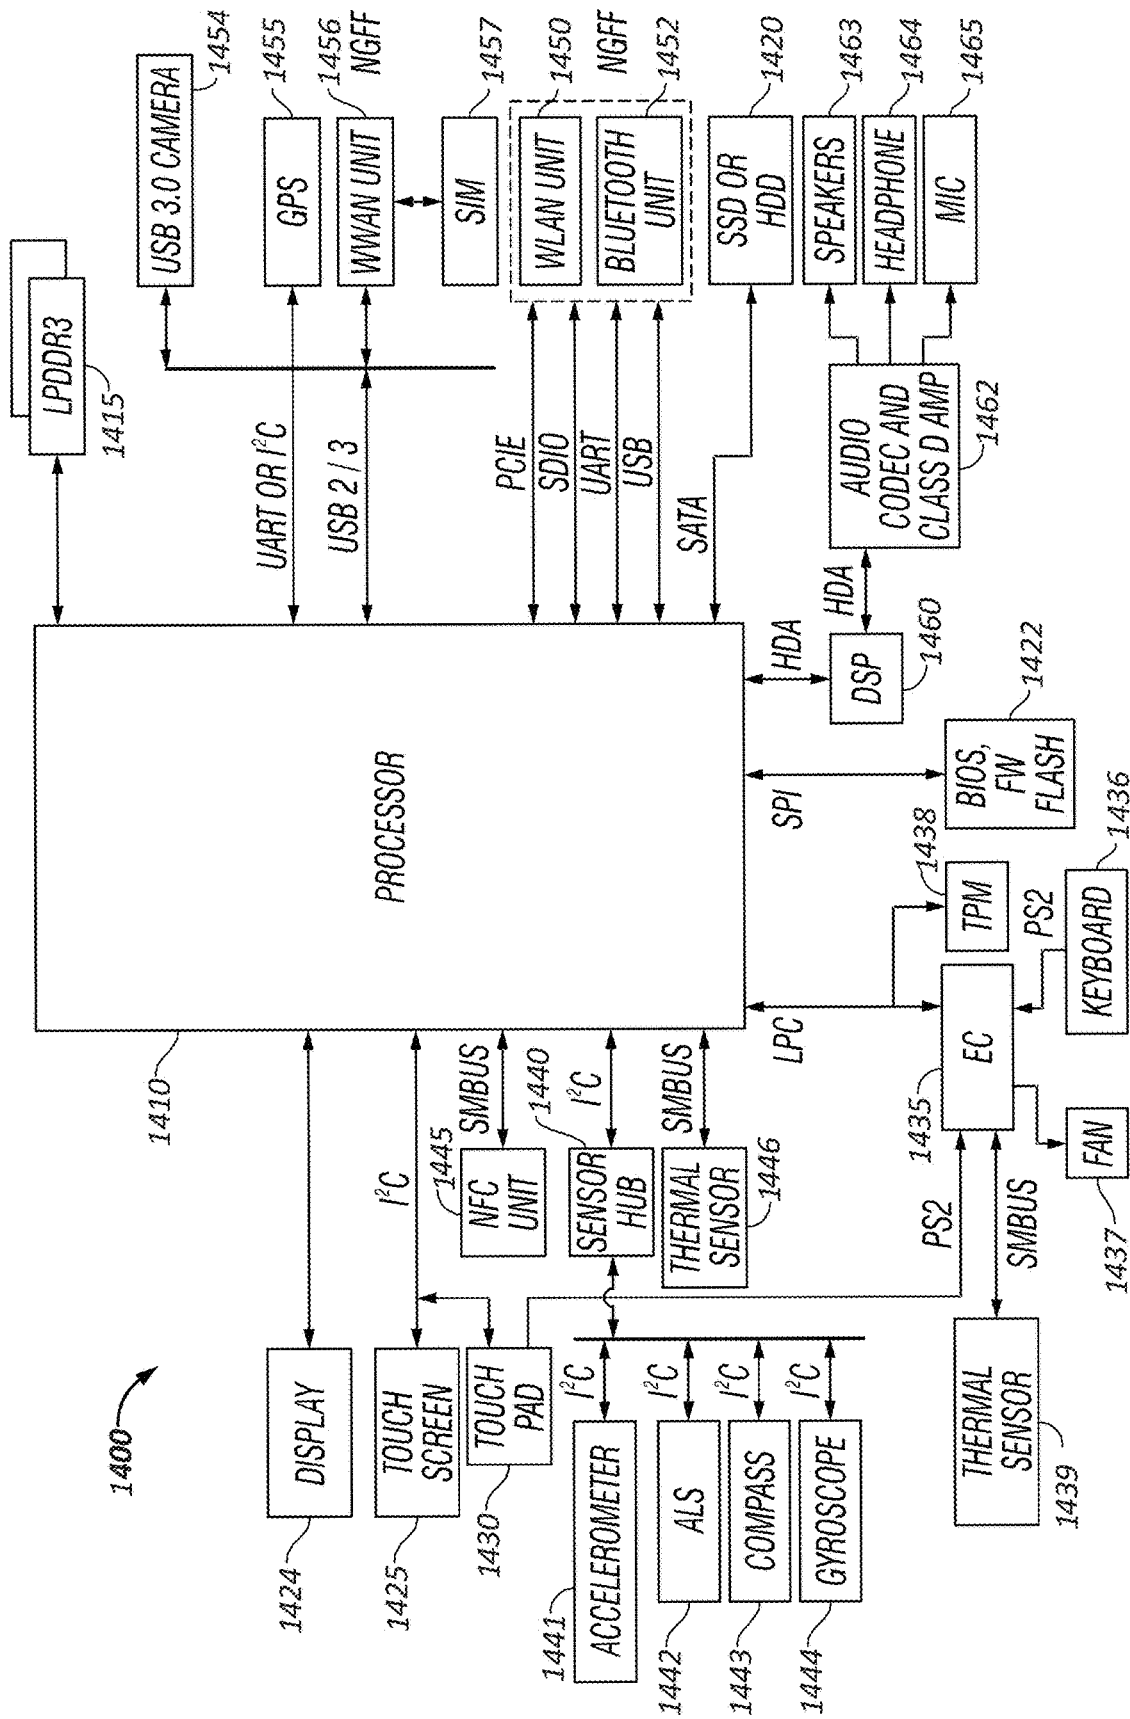 1400
DISPLAY
1424
TOUCH
SCREEN
1425
TOUCH
PAD
1430
I²C
ACCELEROMETER
1441
I²C
ALS
1442
I²C
COMPASS
1443
I²C
GYROSCOPE
1444
I²C
NFC
UNIT
1445
SMBUS
SENSOR
HUB
1440
I²C
THERMAL
SENSOR
1446
SMBUS
THERMAL
SENSOR
1439
SMBUS
PS2
FAN
1437
EC
1435
LPC
KEYBOARD
1436
PS2
TPM
1438
BIOS,
FW
FLASH
1422
SPI
PROCESSOR
1410
DSP
1460
HDA
HDA
AUDIO
CODEC AND
CLASS D AMP
1462
LPDDR3
1415
UART OR I²C
USB 2 / 3
PCIE
SDIO
UART
USB
SATA
USB 3.0 CAMERA
1454
GPS
1455
WWAN UNIT
1456
NGFF
SIM
1457
WLAN UNIT
1450
BLUETOOTH
UNIT
1452
NGFF
SSD OR
HDD
1420
SPEAKERS
1463
HEADPHONE
1464
MIC
1465